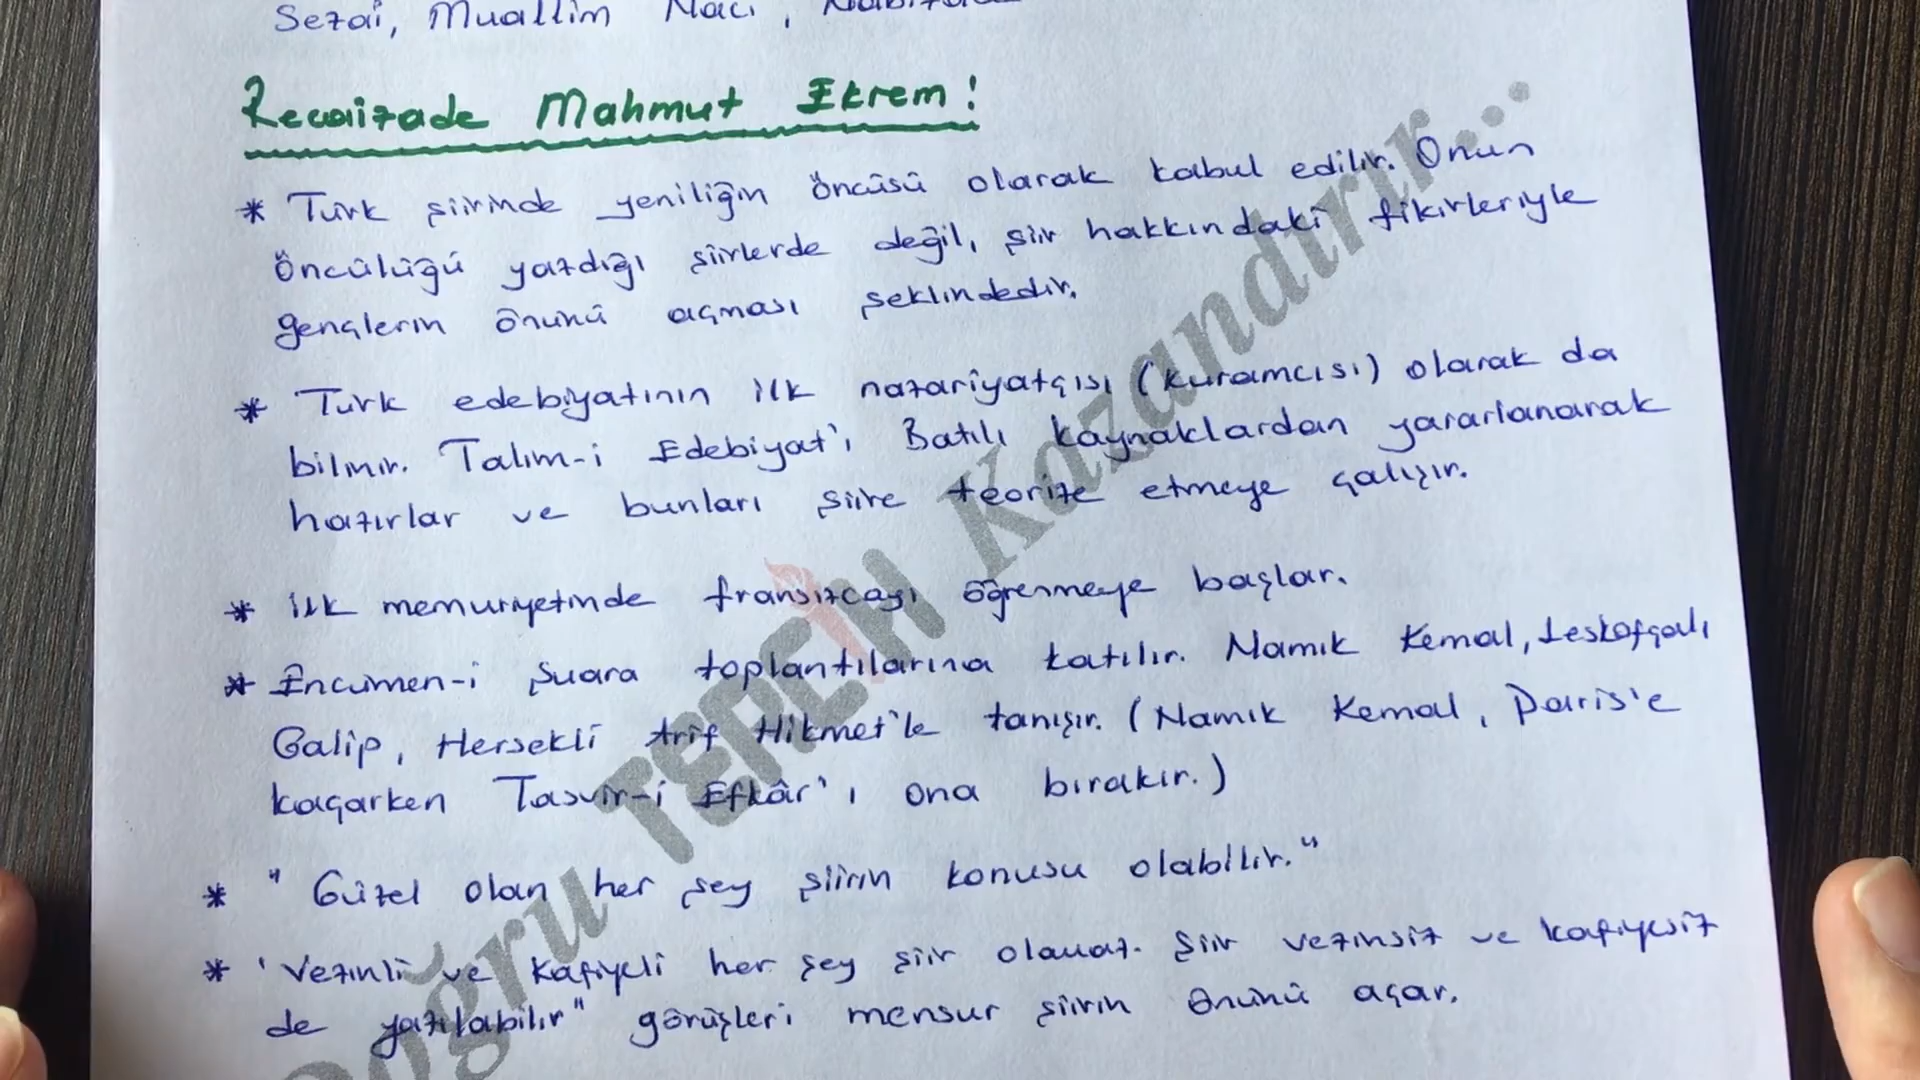 Sezai, Muallim Naci,
Recaizade Mahmut Ekrem!
* Türk şiirinde yeniliğin öncüsü olarak kabul edilir. Onun
öncülüğü yazdığı şiirlerde değil, şiir hakkındaki fikirleriyle
gençlerin önünü açması şeklindedir.
* Türk edebiyatının ilk nazariyatçısı (kuramcısı) olarak da
bilinir. Talim-i Edebiyat'ı Batılı kaynaklardan yararlanarak
hazırlar ve bunları şiire teorize etmeye çalışır.
* İlk memuriyetinde fransızcayı öğrenmeye başlar.
* Encümen-i Şuara toplantılarına katılır. Namık Kemal, Leskofçalı
Galip, Hersekli Arif Hikmet'le tanışır. (Namık Kemal, Paris'e
kaçarken Tasvir-i Efkâr'ı ona bırakır.)
* "Güzel olan her şey şiirin konusu olabilir."
* 'Vezinli ve kafiyeli her şey şiir olamaz. Şiir vezinsiz ve kafiyesiz
de yazılabilir" görüşleri mensur şiirin önünü açar.
Doğru TERCİH Kazandırır...